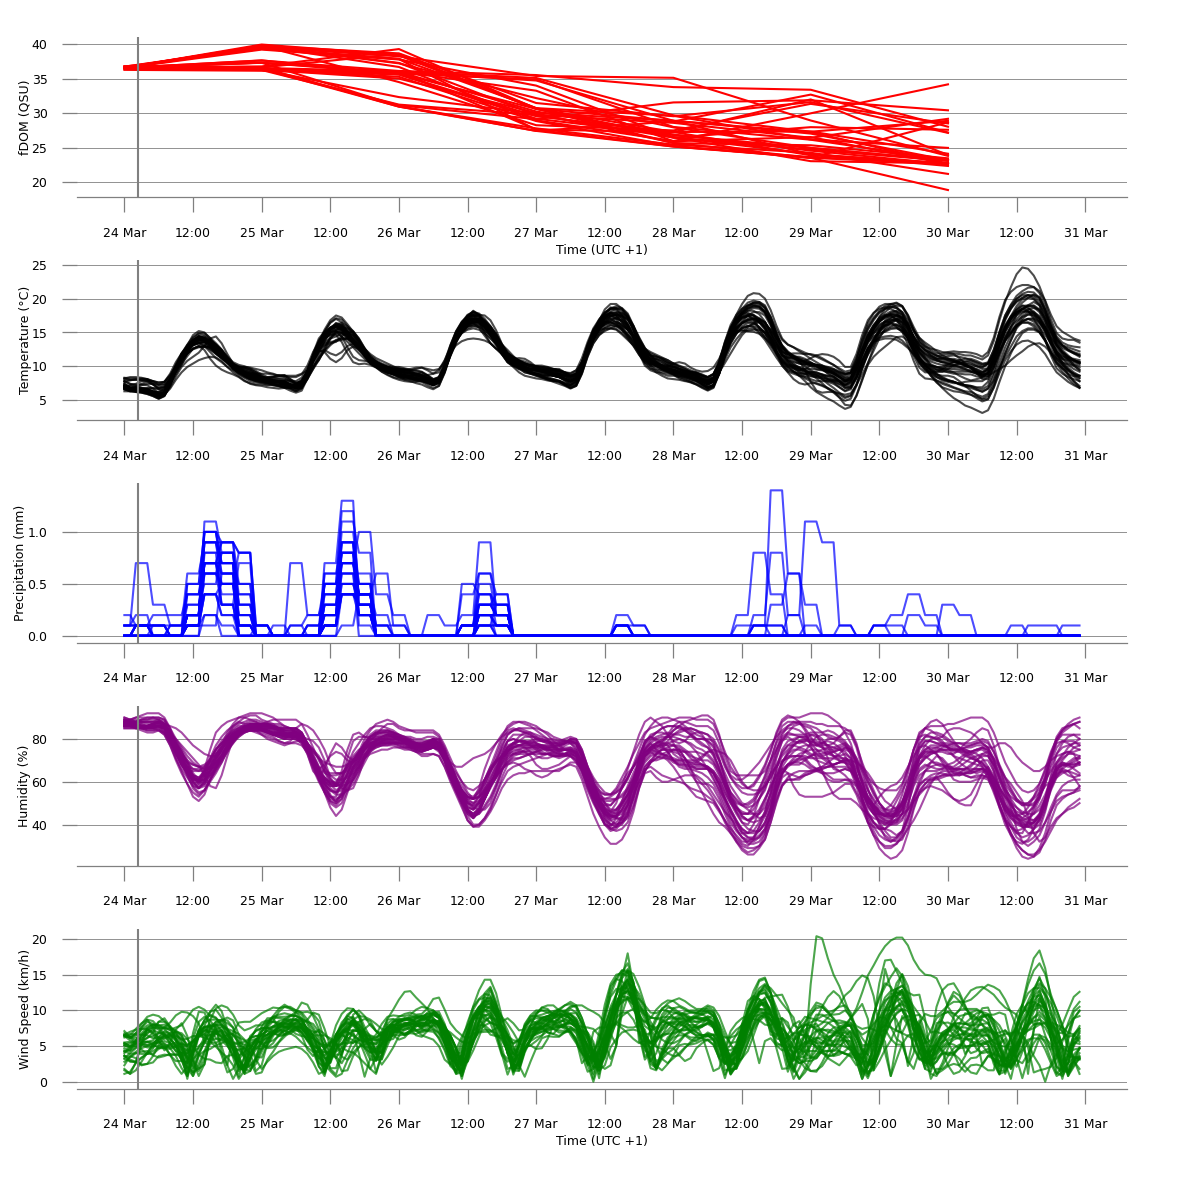 fDOM (QSU)
40
35
30
25
20
24 Mar 12:00 25 Mar 12:00 26 Mar 12:00 27 Mar 12:00 28 Mar 12:00 29 Mar 12:00 30 Mar 12:00 31 Mar
Time (UTC +1)
Temperature (°C)
25
20
15
10
5
24 Mar 12:00 25 Mar 12:00 26 Mar 12:00 27 Mar 12:00 28 Mar 12:00 29 Mar 12:00 30 Mar 12:00 31 Mar
Precipitation (mm)
1.0
0.5
0.0
24 Mar 12:00 25 Mar 12:00 26 Mar 12:00 27 Mar 12:00 28 Mar 12:00 29 Mar 12:00 30 Mar 12:00 31 Mar
Humidity (%)
80
60
40
24 Mar 12:00 25 Mar 12:00 26 Mar 12:00 27 Mar 12:00 28 Mar 12:00 29 Mar 12:00 30 Mar 12:00 31 Mar
Wind Speed (km/h)
20
15
10
5
0
24 Mar 12:00 25 Mar 12:00 26 Mar 12:00 27 Mar 12:00 28 Mar 12:00 29 Mar 12:00 30 Mar 12:00 31 Mar
Time (UTC +1)